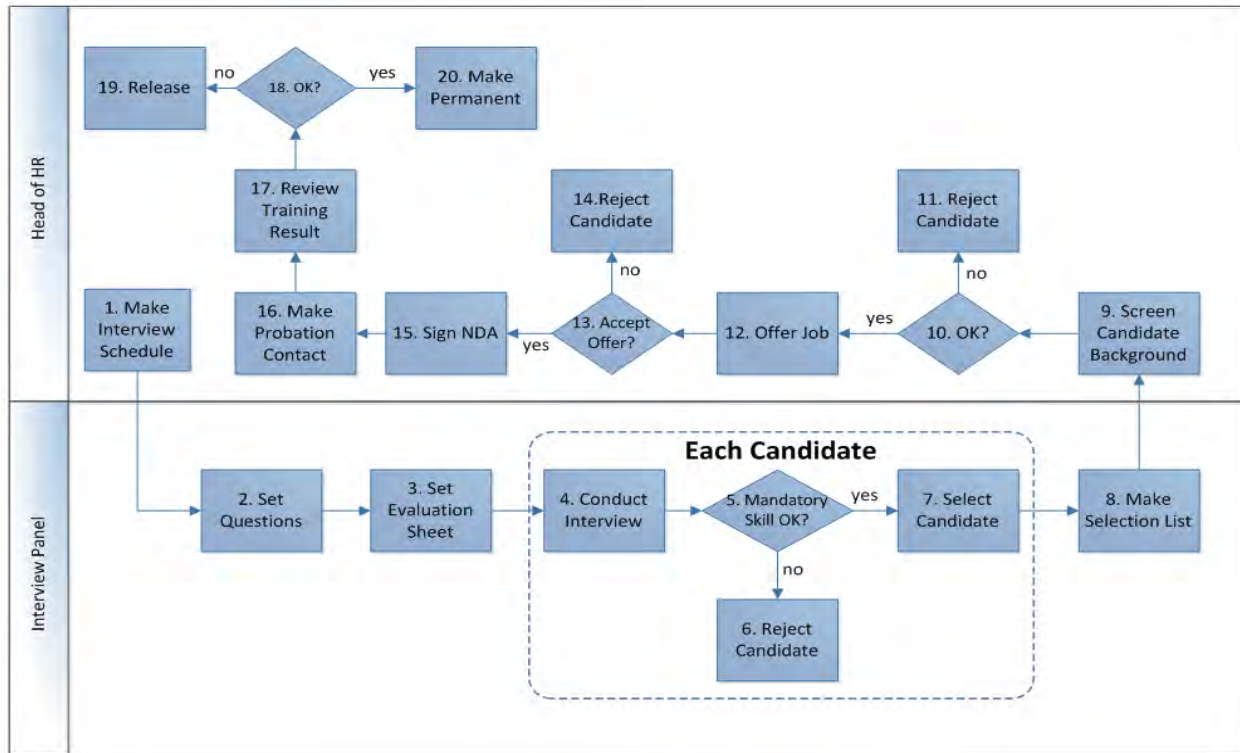 Head of HR
19. Release
no
18. OK?
yes
20. Make
Permanent
17. Review
Training
Result
14.Reject
Candidate
11. Reject
Candidate
no
no
1. Make
Interview
Schedule
16. Make
Probation
Contact
15. Sign NDA
yes
13. Accept
Offer?
12. Offer Job
yes
10. OK?
9. Screen
Candidate
Background
Interview Panel
Each Candidate
2. Set
Questions
3. Set
Evaluation
Sheet
4. Conduct
Interview
5. Mandatory
Skill OK?
yes
7. Select
Candidate
8. Make
Selection List
no
6. Reject
Candidate